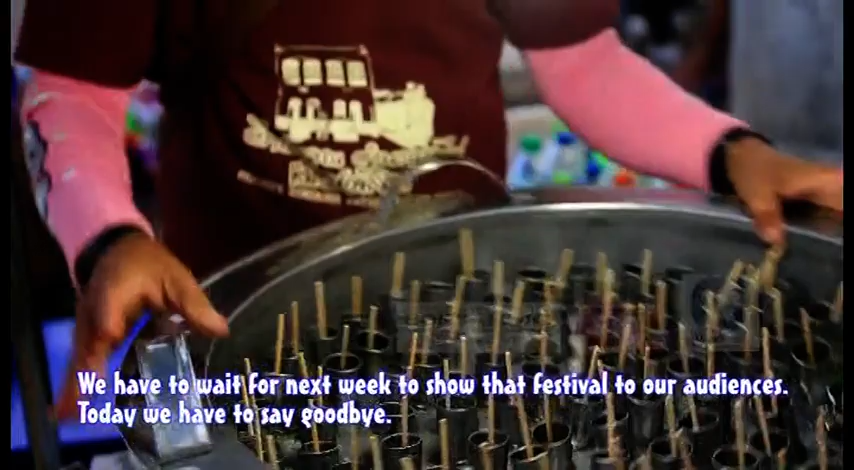 We have to wait for next week to show that festival to our audiences.
Today we have to say goodbye.